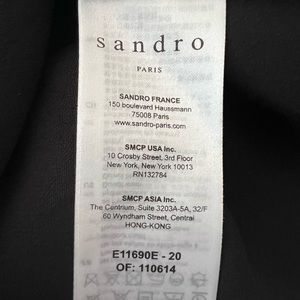 sandro
PARIS
SANDRO FRANCE
150 boulevard Haussmann
75008 Paris
www.sandro-paris.com
SMCP USA Inc.
10 Crosby Street, 3rd Floor
New York, New York 10013
RN132784
SMCP ASIA Inc.
The Centrium, Suite 3203A-5A, 32/F
60 Wyndham Street, Central
HONG-KONG
E11690E - 20
OF: 110614